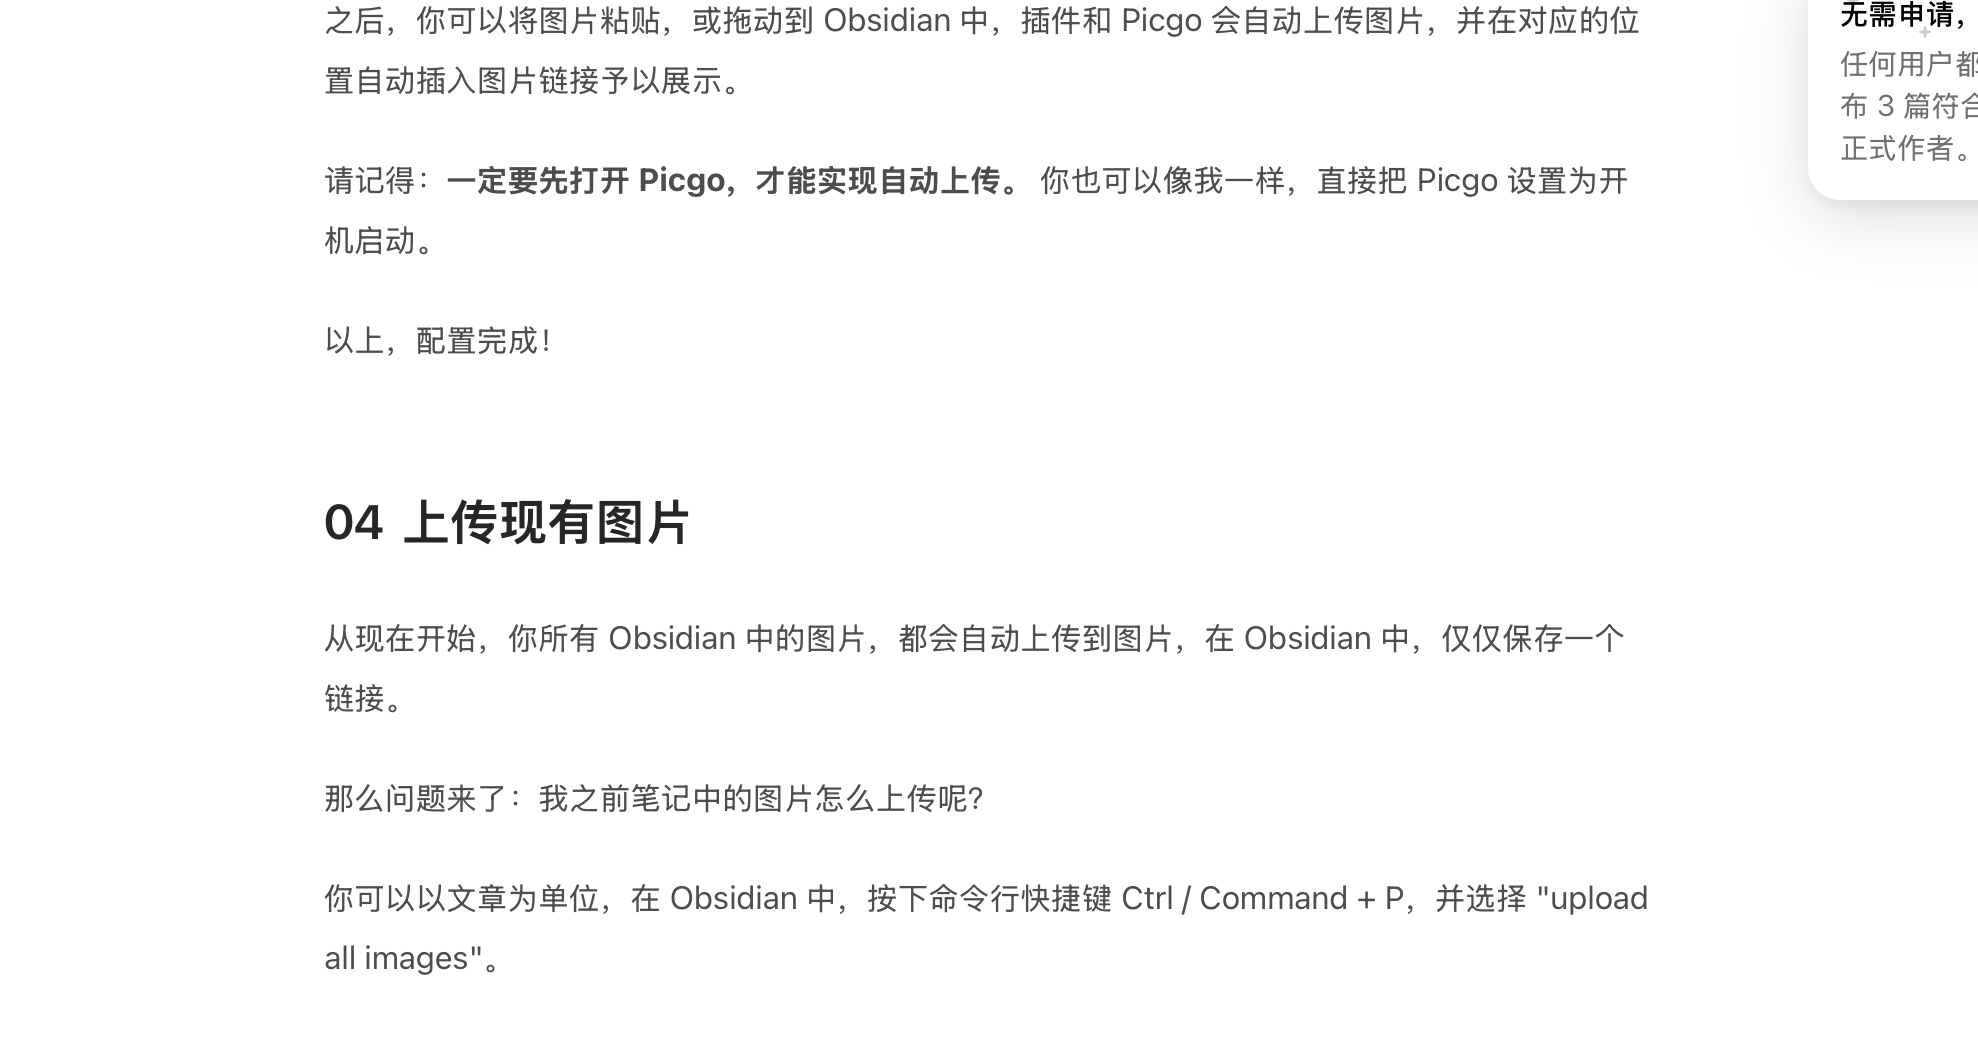 之后，你可以将图片粘贴，或拖动到 Obsidian 中，插件和 Picgo 会自动上传图片，并在对应的位
置自动插入图片链接予以展示。
请记得：一定要先打开 Picgo，才能实现自动上传。 你也可以像我一样，直接把 Picgo 设置为开
机启动。
以上，配置完成！
04 上传现有图片
从现在开始，你所有 Obsidian 中的图片，都会自动上传到图片，在 Obsidian 中，仅仅保存一个
链接。
那么问题来了：我之前笔记中的图片怎么上传呢？
你可以以文章为单位，在 Obsidian 中，按下命令行快捷键 Ctrl / Command + P，并选择 "upload
all images"。
无需申请，
任何用户都
布 3 篇符合
正式作者。